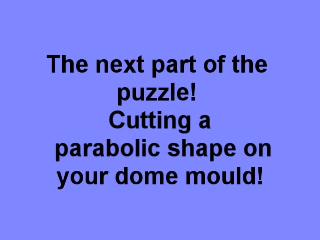 The next part of the
puzzle!
Cutting a
parabolic shape on
your dome mould!